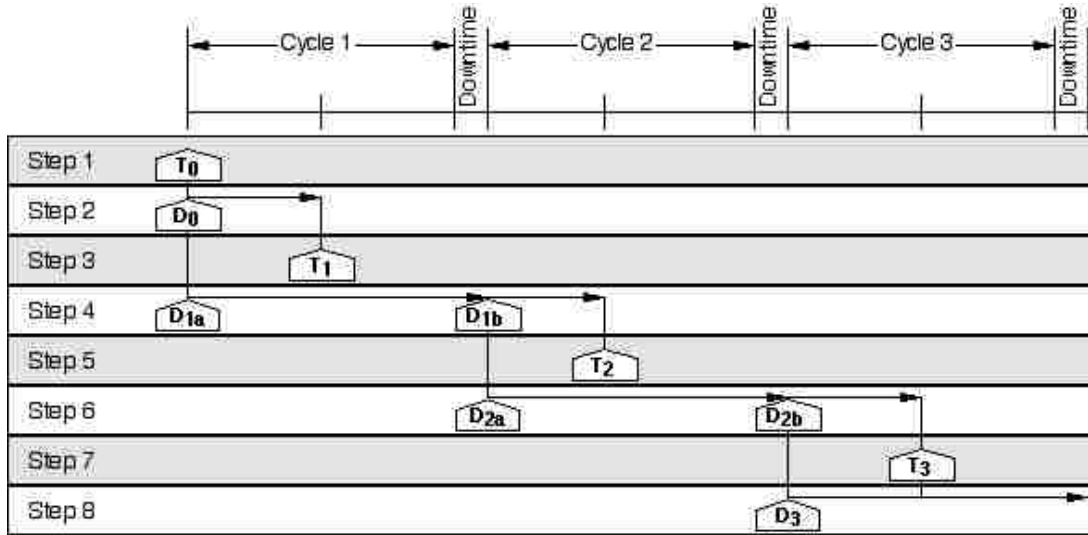 Cycle 1
Downtime
Cycle 2
Downtime
Cycle 3
Downtime
Step 1
T0
Step 2
D0
Step 3
T1
Step 4
D1a
D1b
Step 5
T2
Step 6
D2a
D2b
Step 7
T3
Step 8
D3